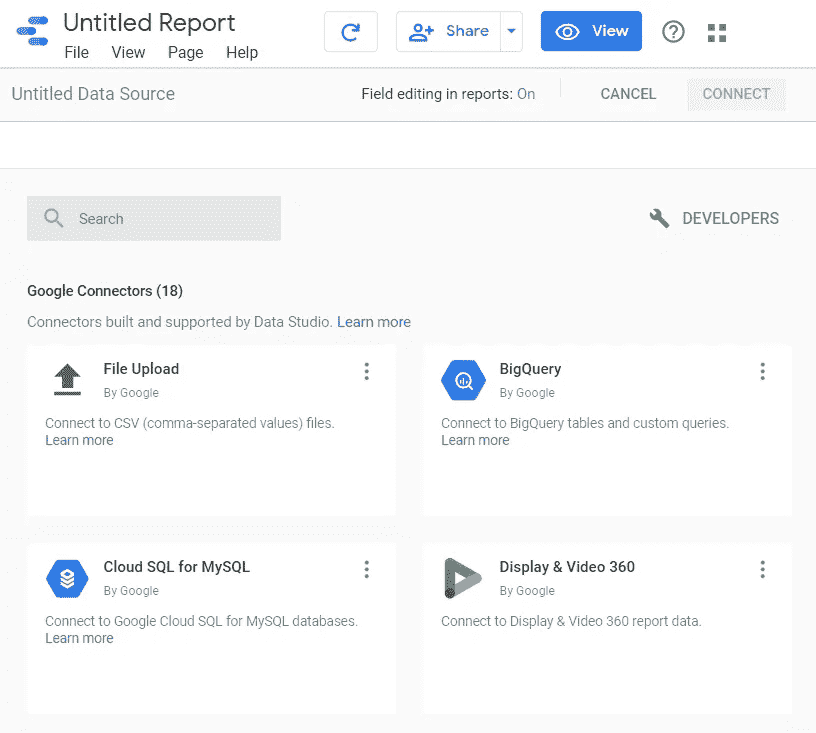 Untitled Report
File View Page Help
Share
View
Untitled Data Source
Field editing in reports: On
CANCEL
CONNECT
Search
DEVELOPERS
Google Connectors (18)
Connectors built and supported by Data Studio. Learn more
File Upload
By Google
Connect to CSV (comma-separated values) files.
Learn more
BigQuery
By Google
Connect to BigQuery tables and custom queries.
Learn more
Cloud SQL for MySQL
By Google
Connect to Google Cloud SQL for MySQL databases.
Learn more
Display & Video 360
By Google
Connect to Display & Video 360 report data.